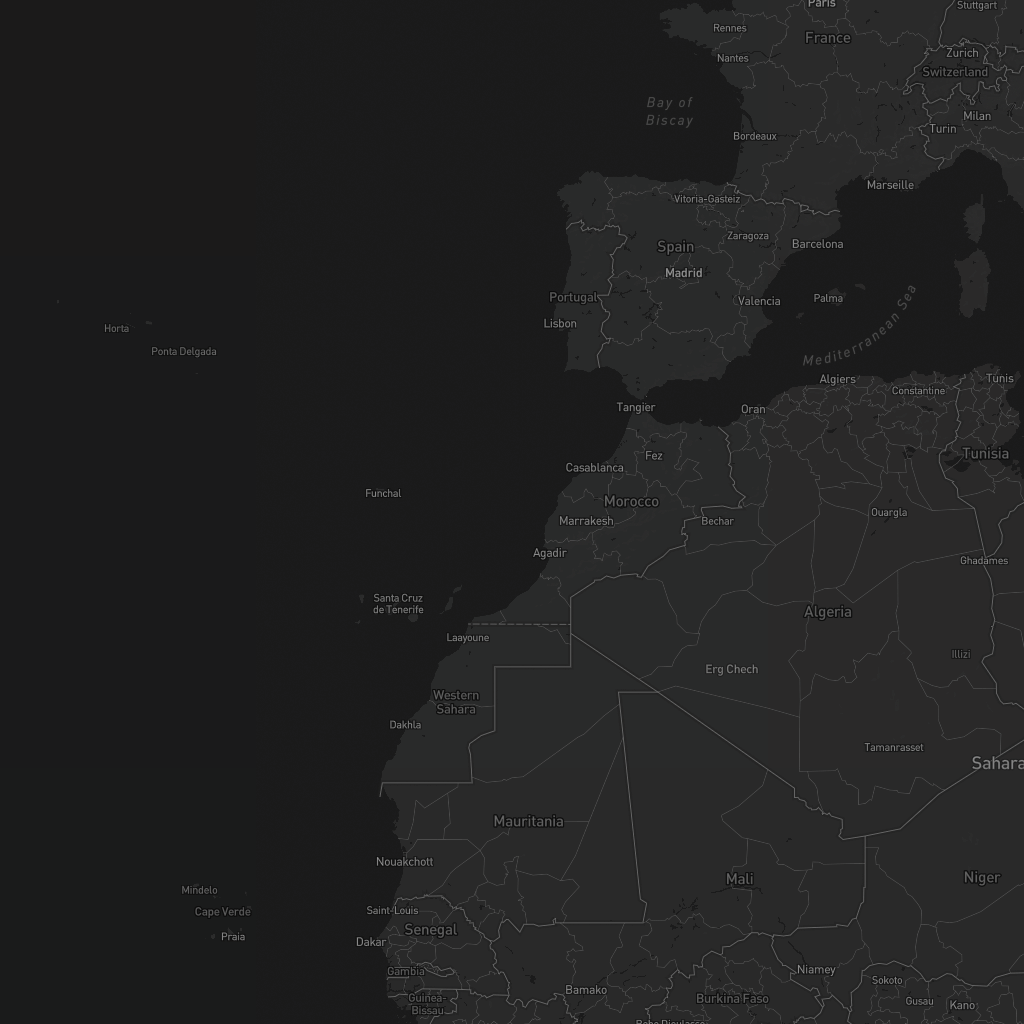 Paris
Stuttgart
Rennes
France
Zurich
Nantes
Switzerland
Bay of
Biscay
Milan
Turin
Bordeaux
Marseille
Vitoria-Gasteiz
Zaragoza
Barcelona
Spain
Madrid
Portugal
Palma
Valencia
Lisbon
Horta
Ponta Delgada
Mediterranean Sea
Algiers
Tunis
Constantine
Tangier
Oran
Fez
Tunisia
Casablanca
Funchal
Morocco
Ouargla
Marrakesh
Bechar
Agadir
Ghadames
Santa Cruz
de Tenerife
Algeria
Laayoune
Illizi
Erg Chech
Western
Sahara
Dakhla
Tamanrasset
Sahara
Mauritania
Nouakchott
Mali
Niger
Mindelo
Cape Verde
Saint-Louis
Senegal
Praia
Dakar
Gambia
Niamey
Sokoto
Bamako
Guinea-
Bissau
Burkina Faso
Gusau
Kano